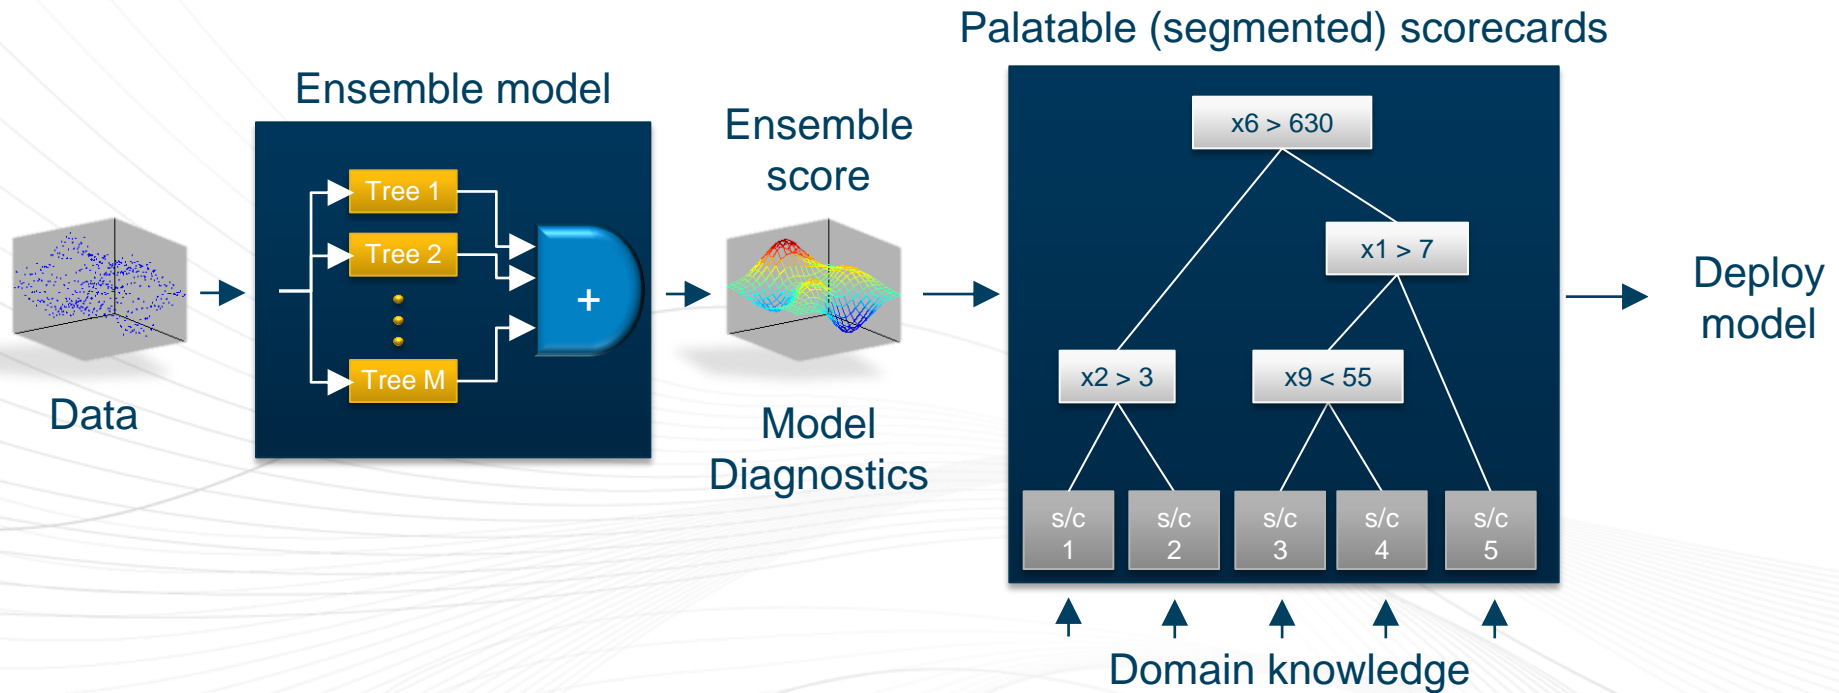 Palatable (segmented) scorecards
Ensemble model
Ensemble
score
Tree 1
Tree 2
Tree M
+
Data
Model
Diagnostics
x6 > 630
x1 > 7
x2 > 3
x9 < 55
s/c
1
s/c
2
s/c
3
s/c
4
s/c
5
Deploy
model
Domain knowledge